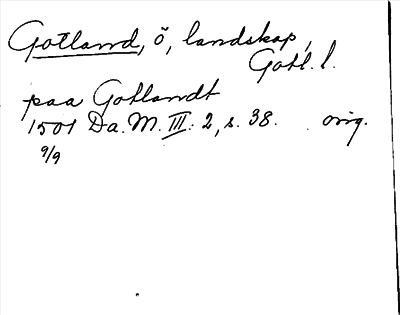 Gotland, ö, landskap,
Gotl. l.
paa Gotlandt
1501 Da. M. III: 2, s. 38. orig.
9/9